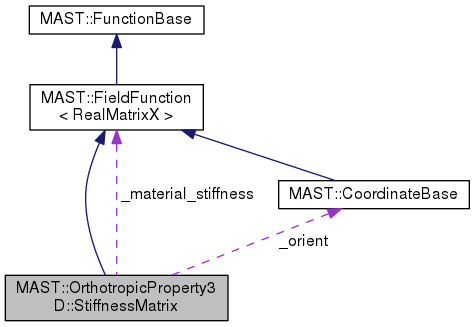 MAST::FunctionBase
MAST::FieldFunction
< RealMatrixX >
_material_stiffness
MAST::CoordinateBase
_orient
MAST::OrthotropicProperty3
D::StiffnessMatrix